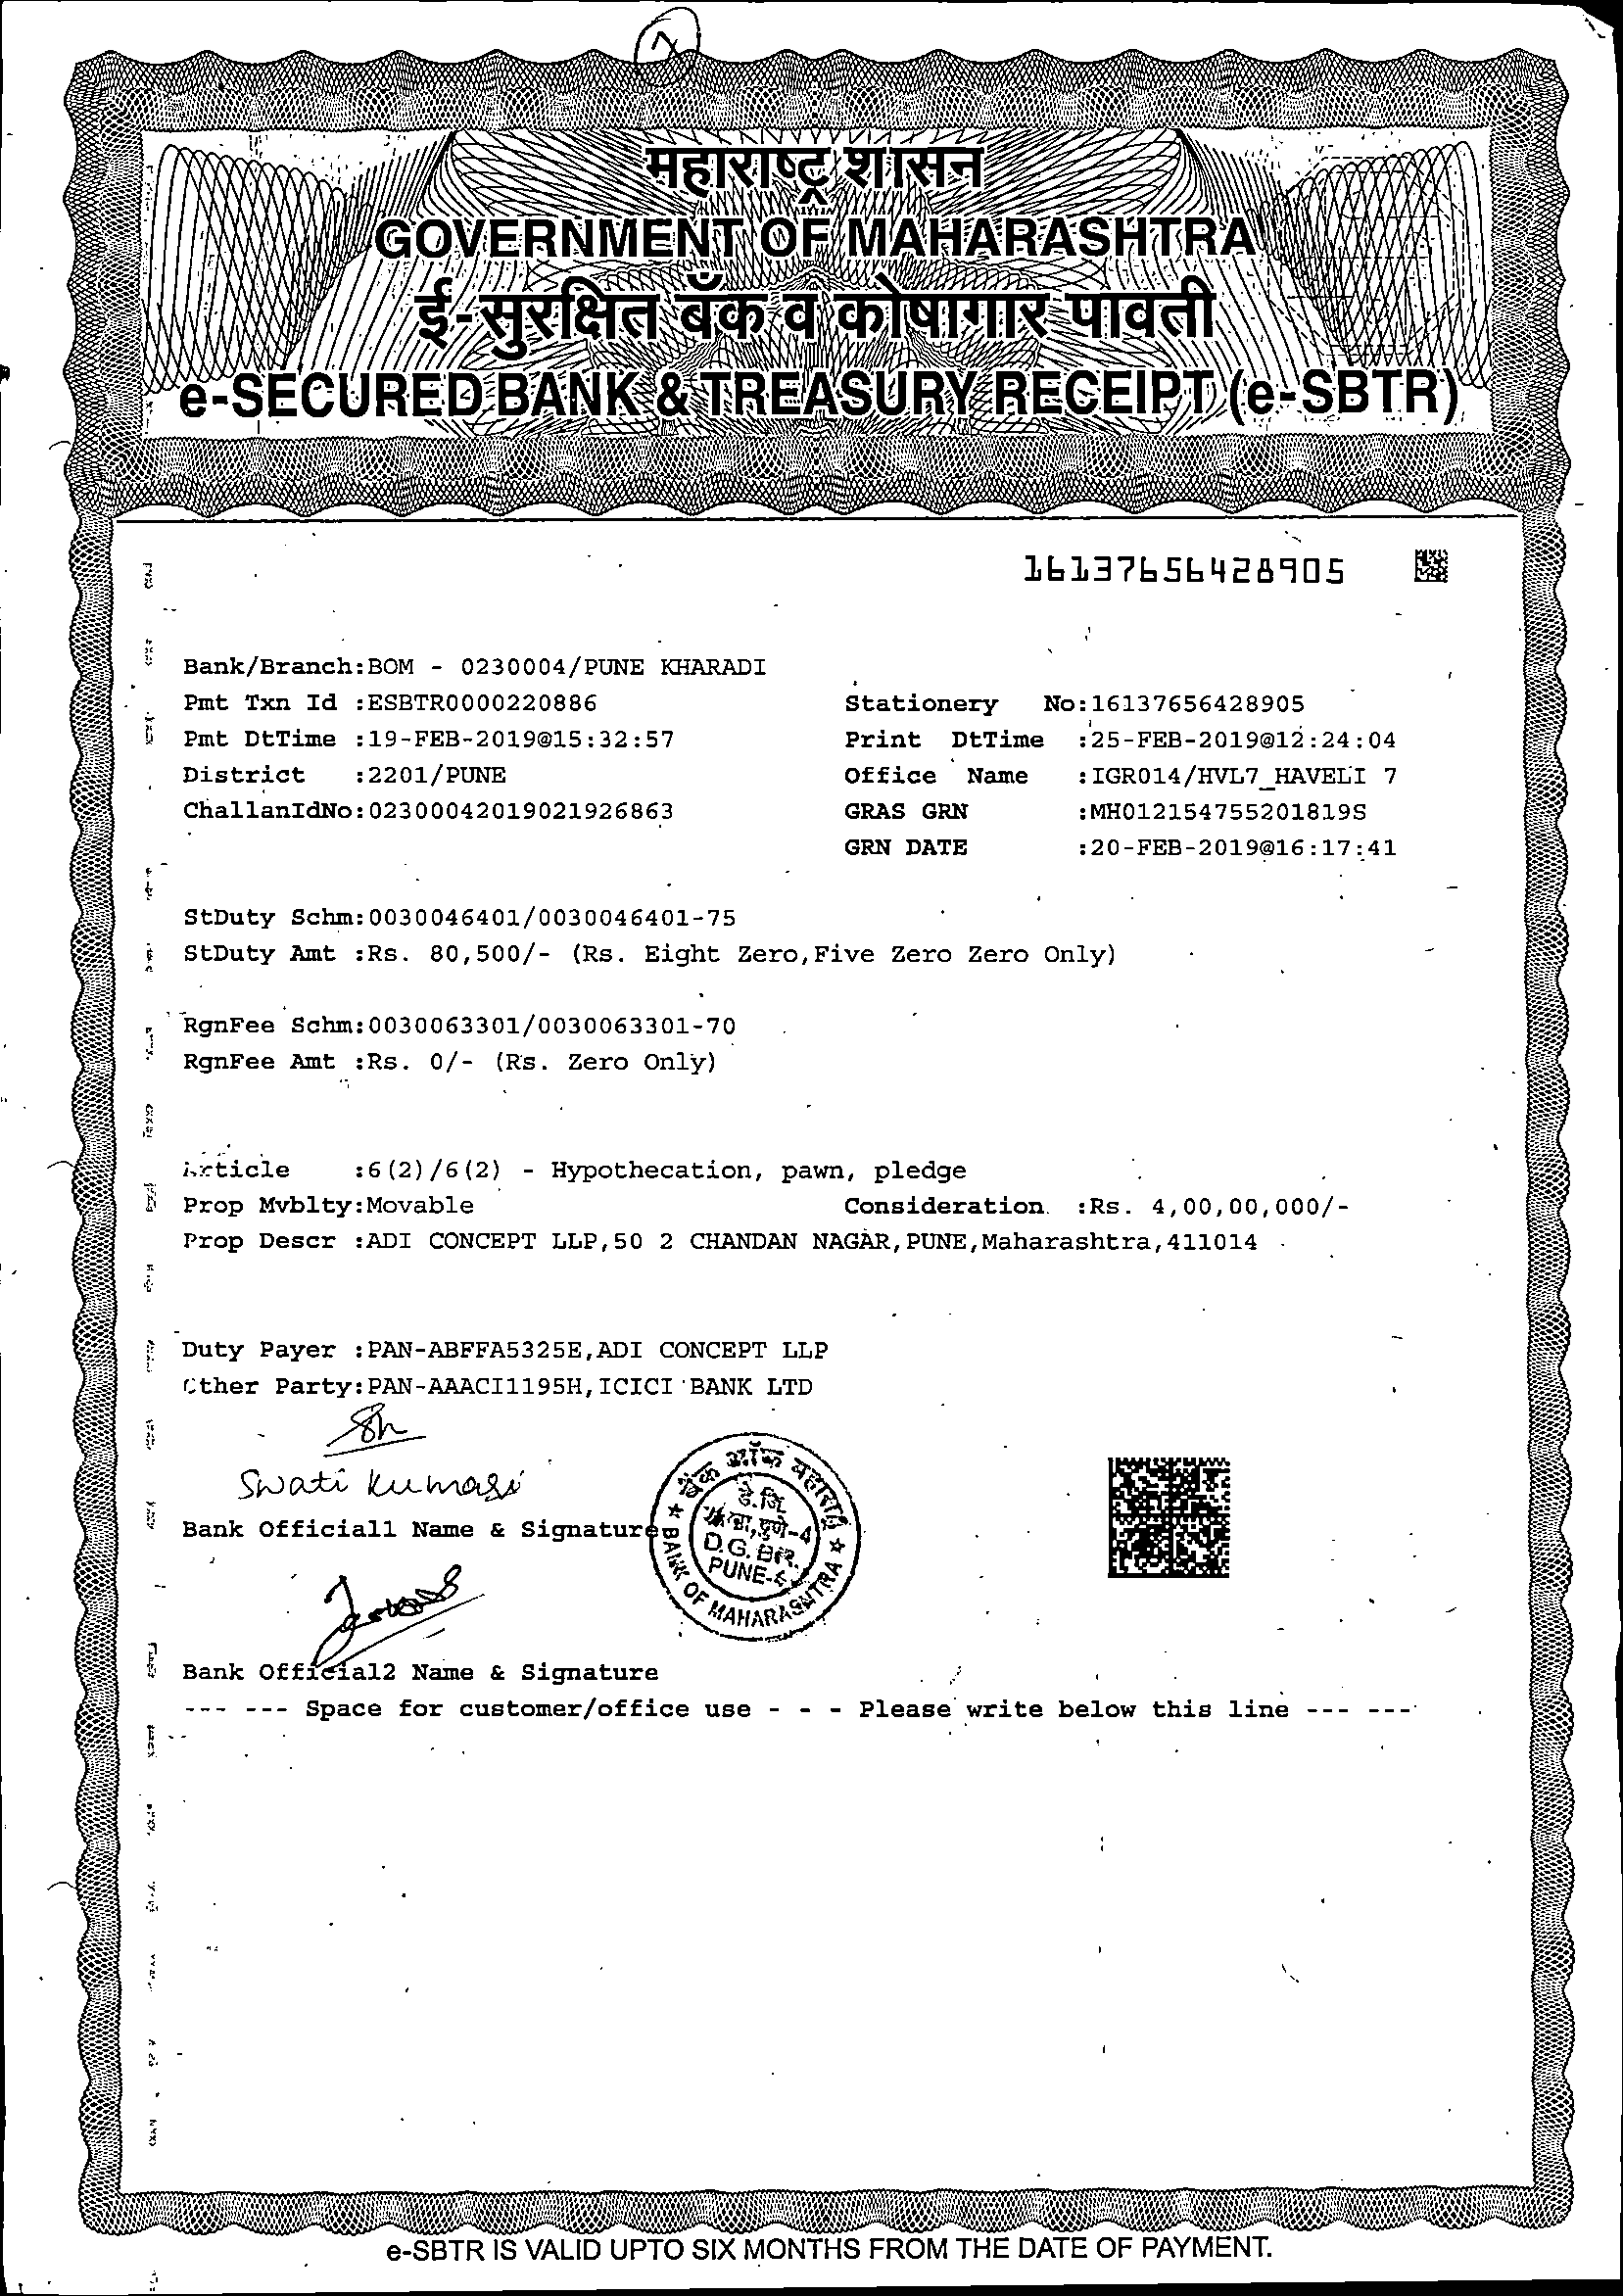 महाराष्ट्र शासन
GOVERNMENT OF MAHARASHTRA
ई-सुरक्षित बँक व कोषागार पावती
e-SECURED BANK & TREASURY RECEIPT (e-SBTR)
16137656428905
Bank/Branch:BOM - 0230004/PUNE KHARADI
Pmt Txn Id :ESBTR0000220886 Stationery No:16137656428905
Pmt DtTime :19-FEB-2019@15:32:57 Print DtTime :25-FEB-2019@12:24:04
District :2201/PUNE Office Name :IGR014/HVL7_HAVELI 7
ChallanIdNo:02300042019021926863 GRAS GRN :MH012154755201819S
GRN DATE :20-FEB-2019@16:17:41
StDuty Schm:0030046401/0030046401-75
StDuty Amt :Rs. 80,500/- (Rs. Eight Zero,Five Zero Zero Only)
RgnFee Schm:0030063301/0030063301-70
RgnFee Amt :Rs. 0/- (Rs. Zero Only)
Article :6(2)/6(2) - Hypothecation, pawn, pledge
Prop Mvblty:Movable Consideration :Rs. 4,00,00,000/-
Prop Descr :ADI CONCEPT LLP,50 2 CHANDAN NAGAR,PUNE,Maharashtra,411014
Duty Payer :PAN-ABFFA5325E,ADI CONCEPT LLP
Other Party:PAN-AAACI1195H,ICICI BANK LTD
Swati Kumari
बैंक ऑफ महाराष्ट्र
D.G.
PUNE-4
BANK OF MAHARASHTRA
Bank Official1 Name & Signature
Bank Official2 Name & Signature
--- --- Space for customer/office use - - - Please write below this line --- ---
e-SBTR IS VALID UPTO SIX MONTHS FROM THE DATE OF PAYMENT.